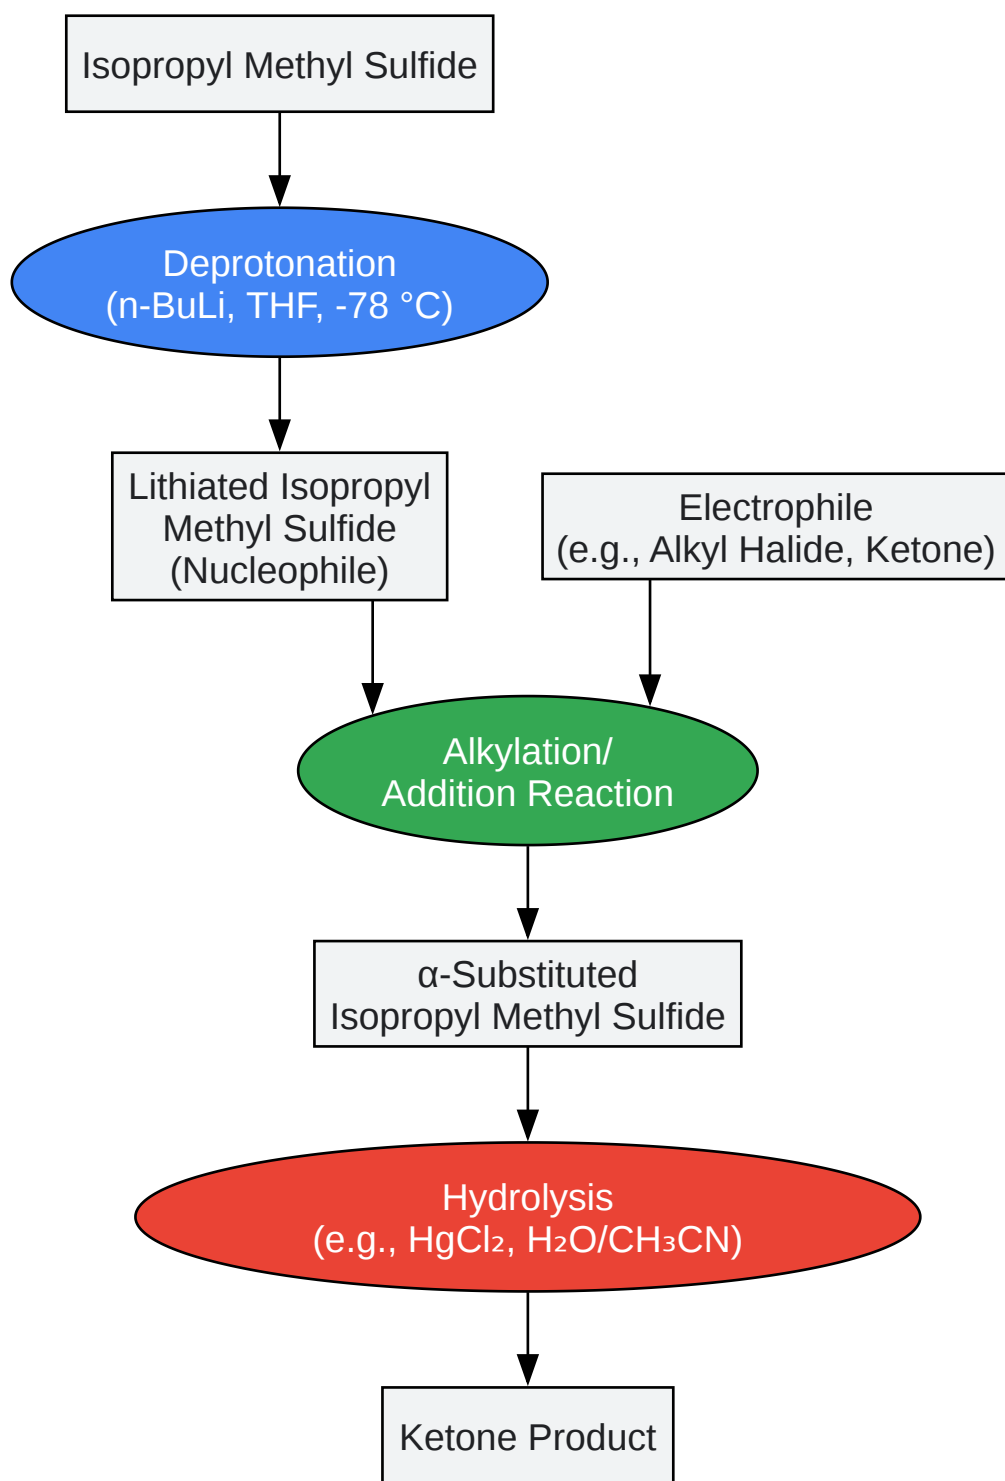 Isopropyl Methyl Sulfide
Deprotonation
(n-BuLi, THF, -78 °C)
Lithiated Isopropyl
Methyl Sulfide
(Nucleophile)
Electrophile
(e.g., Alkyl Halide, Ketone)
Alkylation/
Addition Reaction
α-Substituted
Isopropyl Methyl Sulfide
Hydrolysis
(e.g., HgCl₂, H₂O/CH₃CN)
Ketone Product